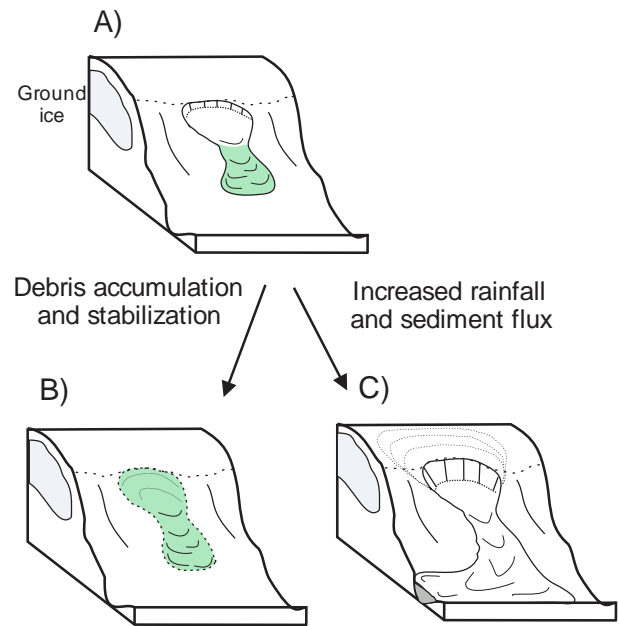 A)
Ground
ice
Debris accumulation
and stabilization
Increased rainfall
and sediment flux
B)
C)